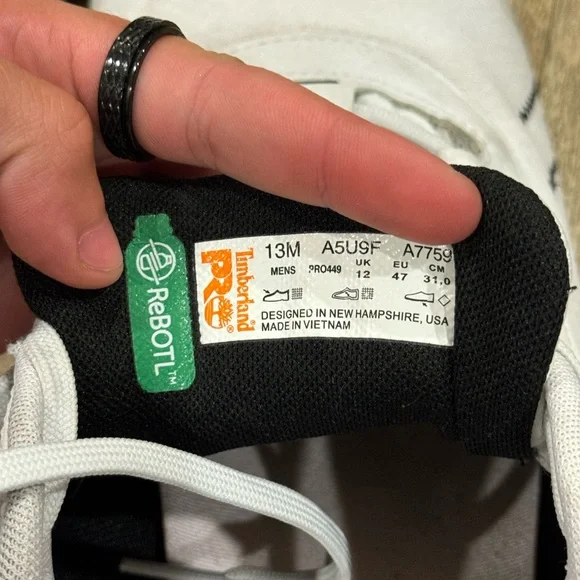 ReBOTL™
Timberland
PRO®
13M A5U9F A7759
MENS PRO449 UK EU CM
12 47 31.0
DESIGNED IN NEW HAMPSHIRE, USA
MADE IN VIETNAM